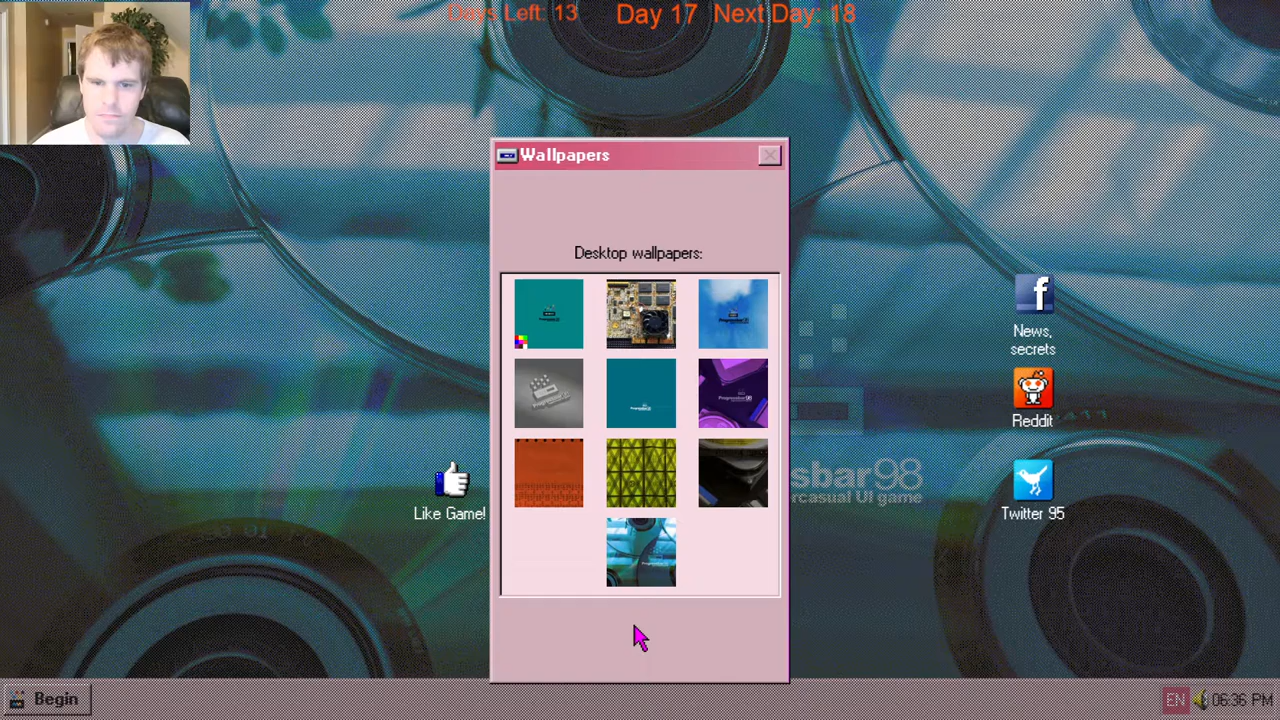 Days Left: 13 Day 17 Next Day: 18
Wallpapers
Desktop wallpapers:
News,
secrets
Reddit
sbar98
rcasual UI game
Like Game!
Twitter 95
Begin
EN 06:36 PM